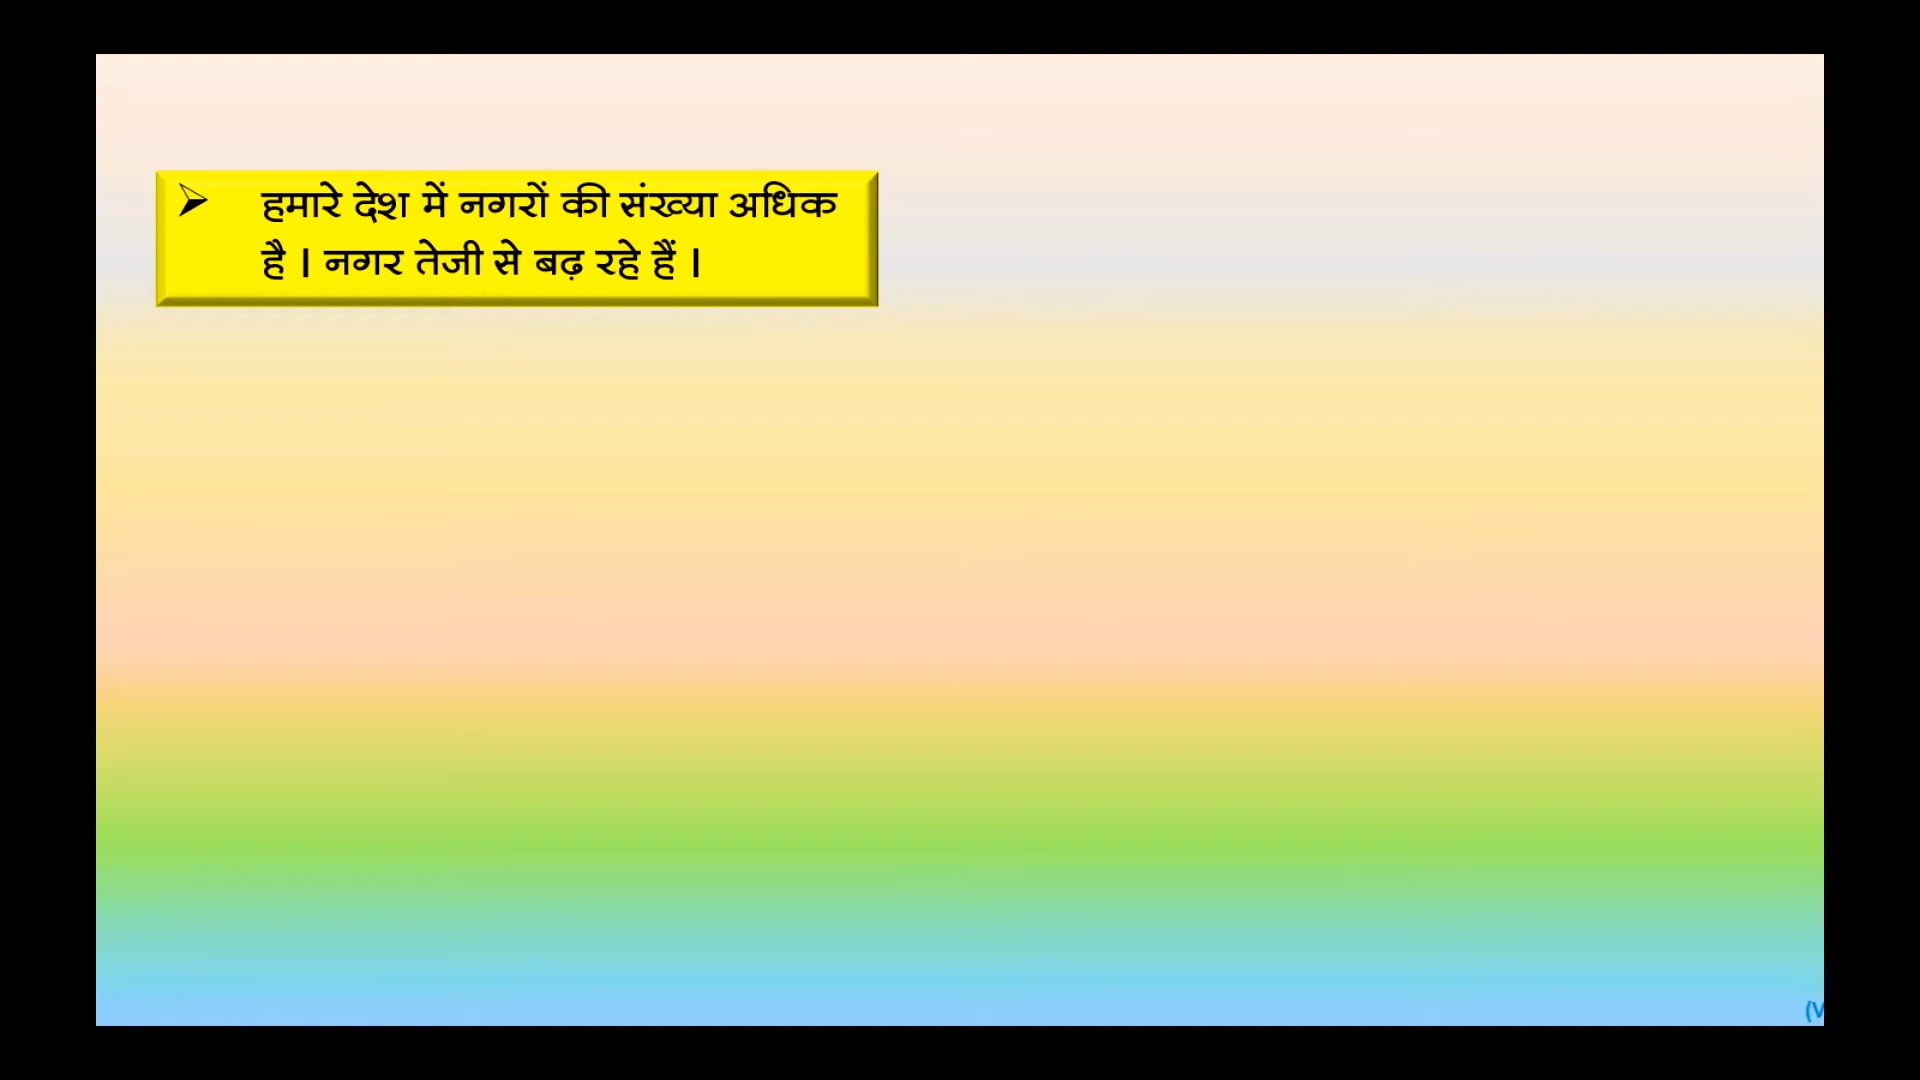 ➢ हमारे देश में नगरों की संख्या अधिक
है । नगर तेजी से बढ़ रहे हैं ।
(V